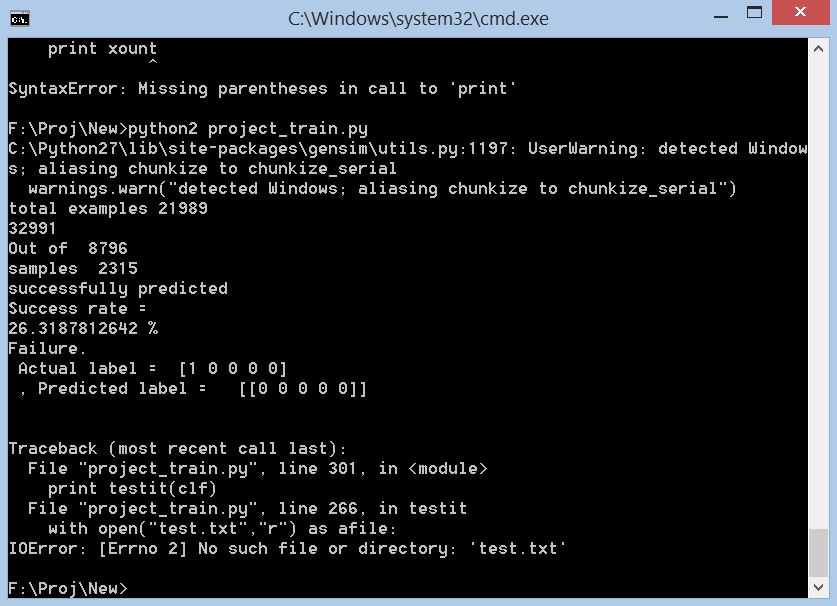 C:\Windows\system32\cmd.exe
print xount
^
SyntaxError: Missing parentheses in call to 'print'
F:\Proj\New>python2 project_train.py
C:\Python27\lib\site-packages\gensim\utils.py:1197: UserWarning: detected Window
s; aliasing chunkize to chunkize_serial
warnings.warn("detected Windows; aliasing chunkize to chunkize_serial")
total examples 21989
32991
Out of  8796
samples  2315
successfully predicted
Success rate =
26.3187812642 %
Failure.
Actual label =  [1 0 0 0 0]
, Predicted label =   [[0 0 0 0 0]]
Traceback (most recent call last):
File "project_train.py", line 301, in <module>
print testit(clf)
File "project_train.py", line 266, in testit
with open("test.txt","r") as afile:
IOError: [Errno 2] No such file or directory: 'test.txt'
F:\Proj\New>